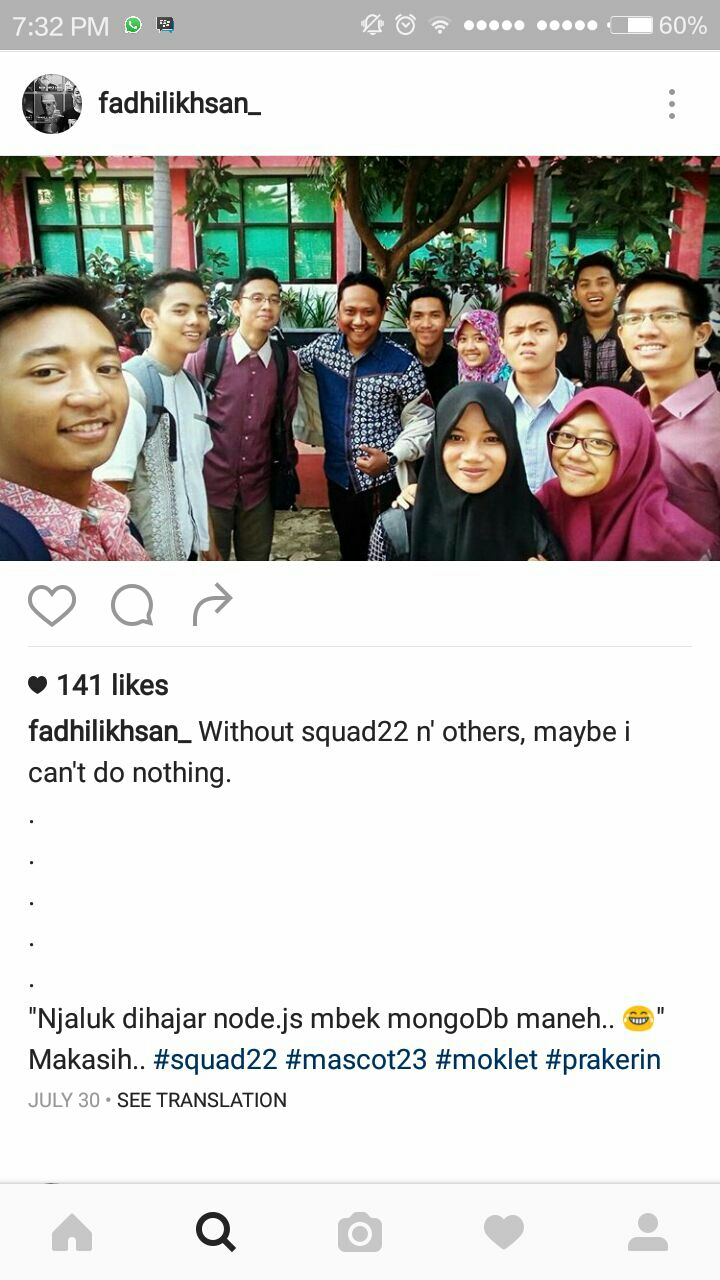 7:32 PM
60%
fadhilikhsan_
141 likes
fadhilikhsan_ Without squad22 n' others, maybe i
can't do nothing.
.
.
.
.
.
"Njaluk dihajar node.js mbek mongoDb maneh.. 😂"
Makasih.. #squad22 #mascot23 #moklet #prakerin
JULY 30 • SEE TRANSLATION